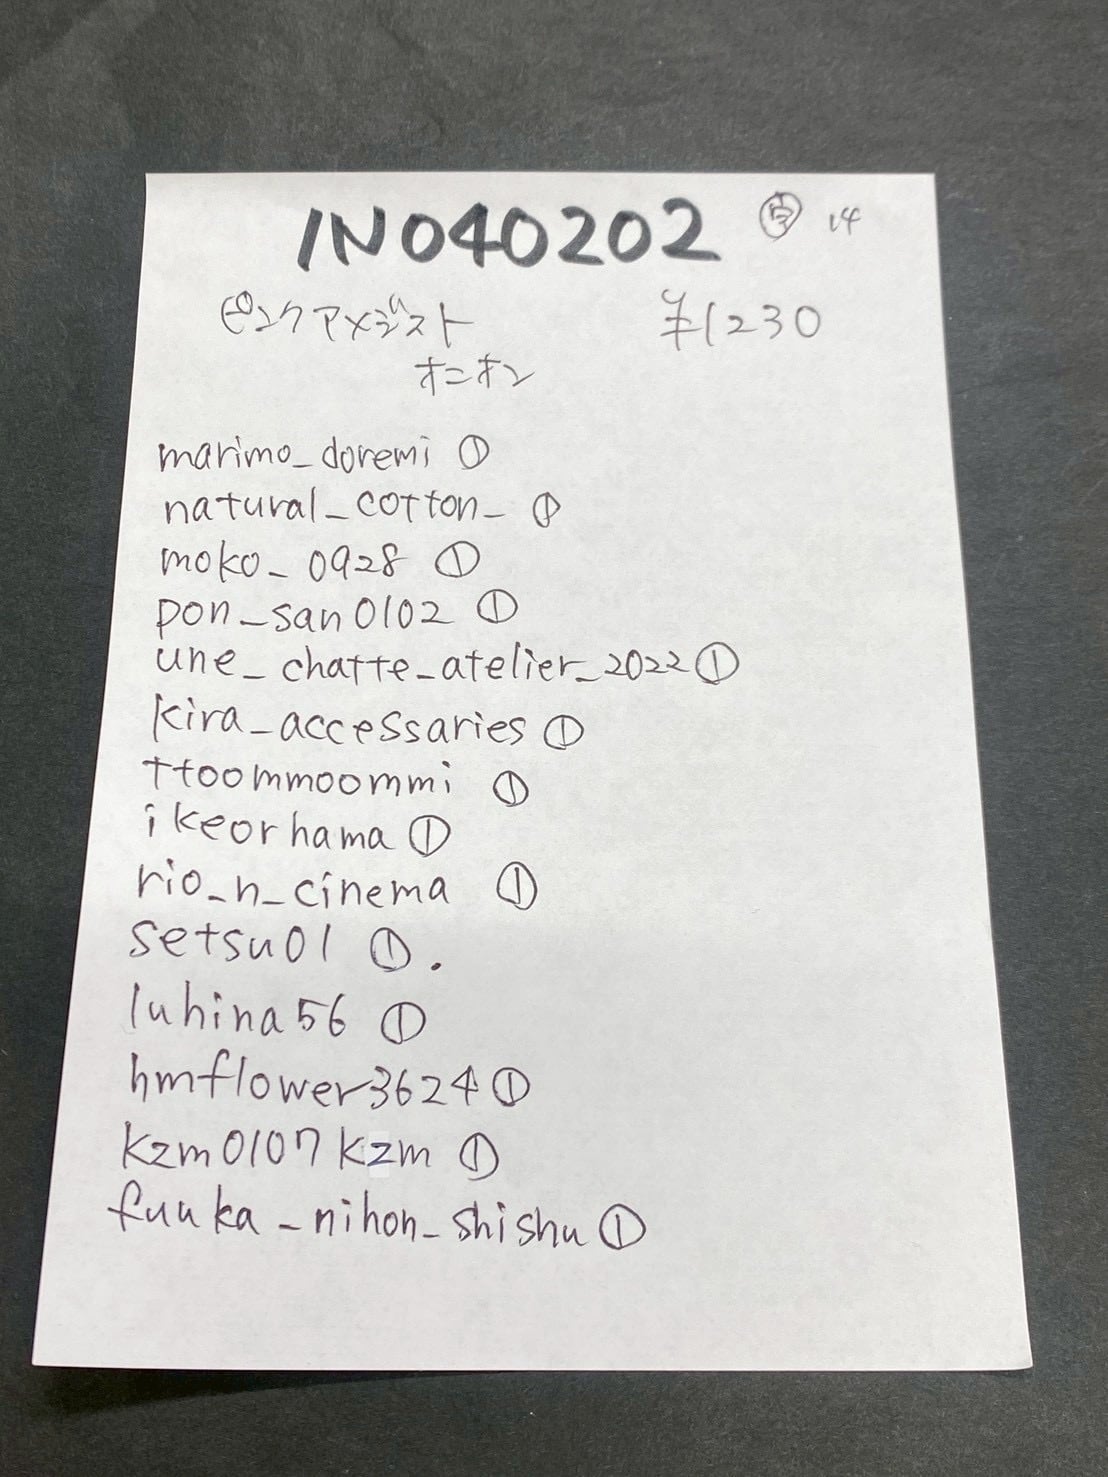 IN040202 14
ピンクアメジスト ¥1230
オニオン
marimo_doremi ①
natural_cotton_ ①
moko_0928 ①
pon_san0102 ①
une_chatte_atelier_2022 ①
kira_accessaries ①
ttoommoommi ①
ikeorhama ①
rio_n_cinema ①
setsu01 ①.
luhina56 ①
hmflower3624 ①
kzm0107kzm ①
fuuka_nihon_shishu ①